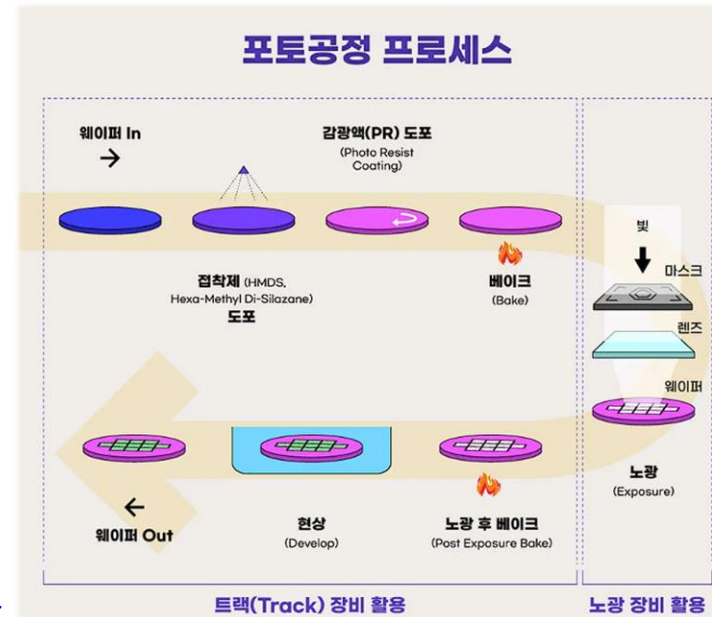 포토공정 프로세스
웨이퍼 In
→
감광액(PR) 도포
(Photo Resist
Coating)
접착제 (HMDS,
Hexa-Methyl Di-Silazane)
도포
베이크
(Bake)
빛
마스크
렌즈
웨이퍼
노광
(Exposure)
노광 후 베이크
(Post Exposure Bake)
현상
(Develop)
←
웨이퍼 Out
트랙(Track) 장비 활용
노광 장비 활용